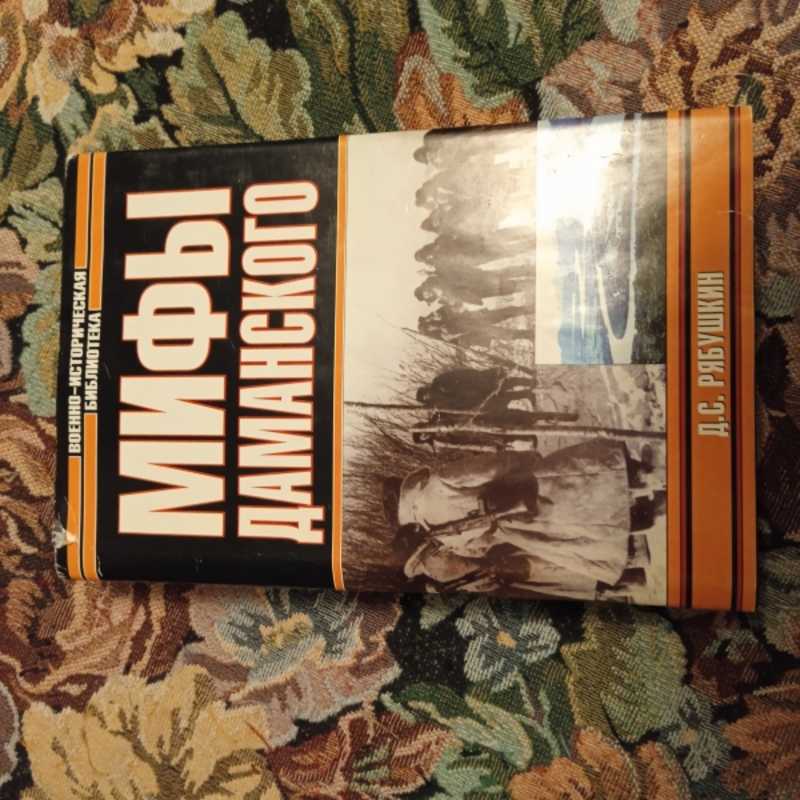 ВОЕННО-ИСТОРИЧЕСКАЯ
БИБЛИОТЕКА
МИФЫ
ДАМАНСКОГО
Д.С. РЯБУШКИН